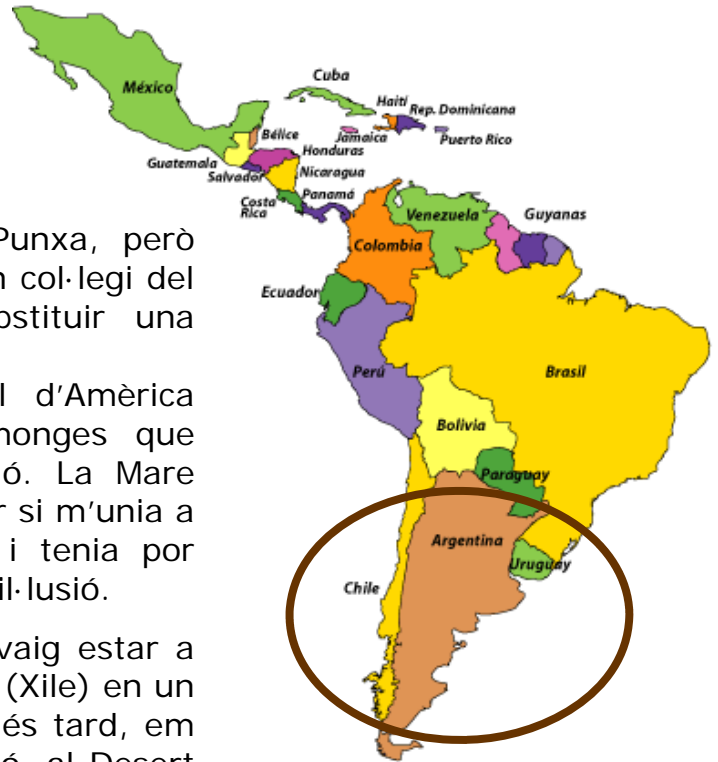 México
Cuba
Haití
Rep. Dominicana
Bélice
Jamaica
Puerto Rico
Honduras
Guatemala
Salvador
Nicaragua
Costa
Rica
Panamá
Venezuela
Guyanas
Colombia
Ecuador
Perú
Brasil
Bolivia
Paraguay
Argentina
Uruguay
Chile
Punxa, però
col·legi del
ostituir una
d'Amèrica
monges que
ó. La Mare
r si m'unia a
i tenia por
il·lusió.
vaig estar a
(Xile) en un
és tard, em
ó, al Desert